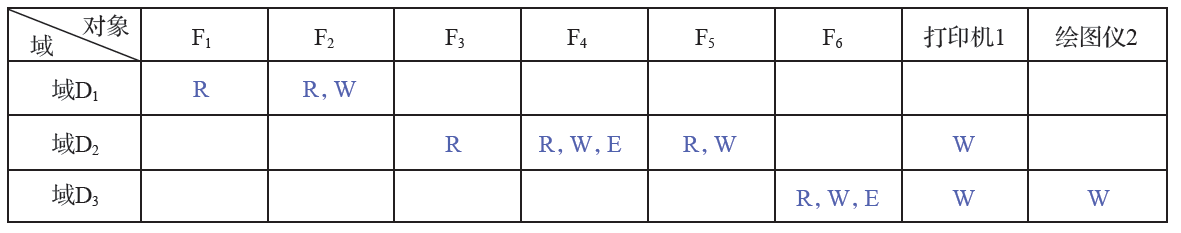 对象
域 F₁ F₂ F₃ F₄ F₅ F₆ 打印机1 绘图仪2
域D₁ R R, W
域D₂ R R, W, E R, W W
域D₃ R, W, E W W